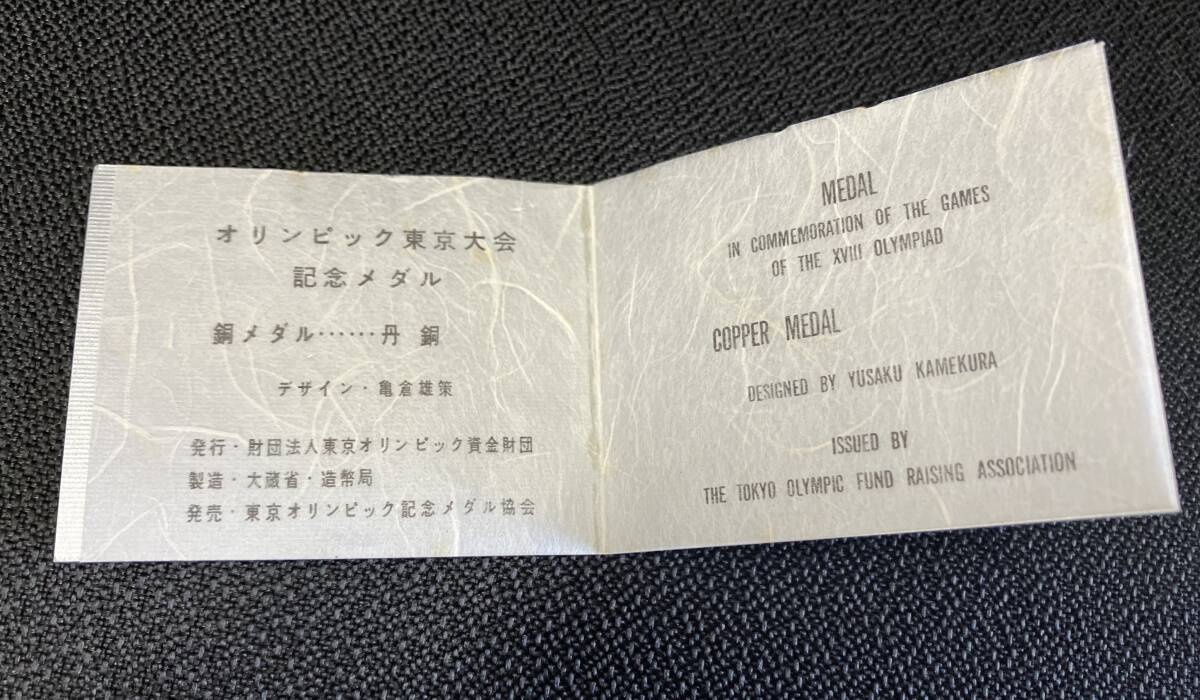 オリンピック東京大会
記念メダル
銅メダル‥‥‥丹 銅
デザイン・亀倉雄策
発行・財団法人東京オリンピック資金財団
製造・大蔵省・造幣局
発売・東京オリンピック記念メダル協会
MEDAL
IN COMMEMORATION OF THE GAMES
OF THE XVIII OLYMPIAD
COPPER MEDAL
DESIGNED BY YUSAKU KAMEKURA
ISSUED BY
THE TOKYO OLYMPIC FUND RAISING ASSOCIATION